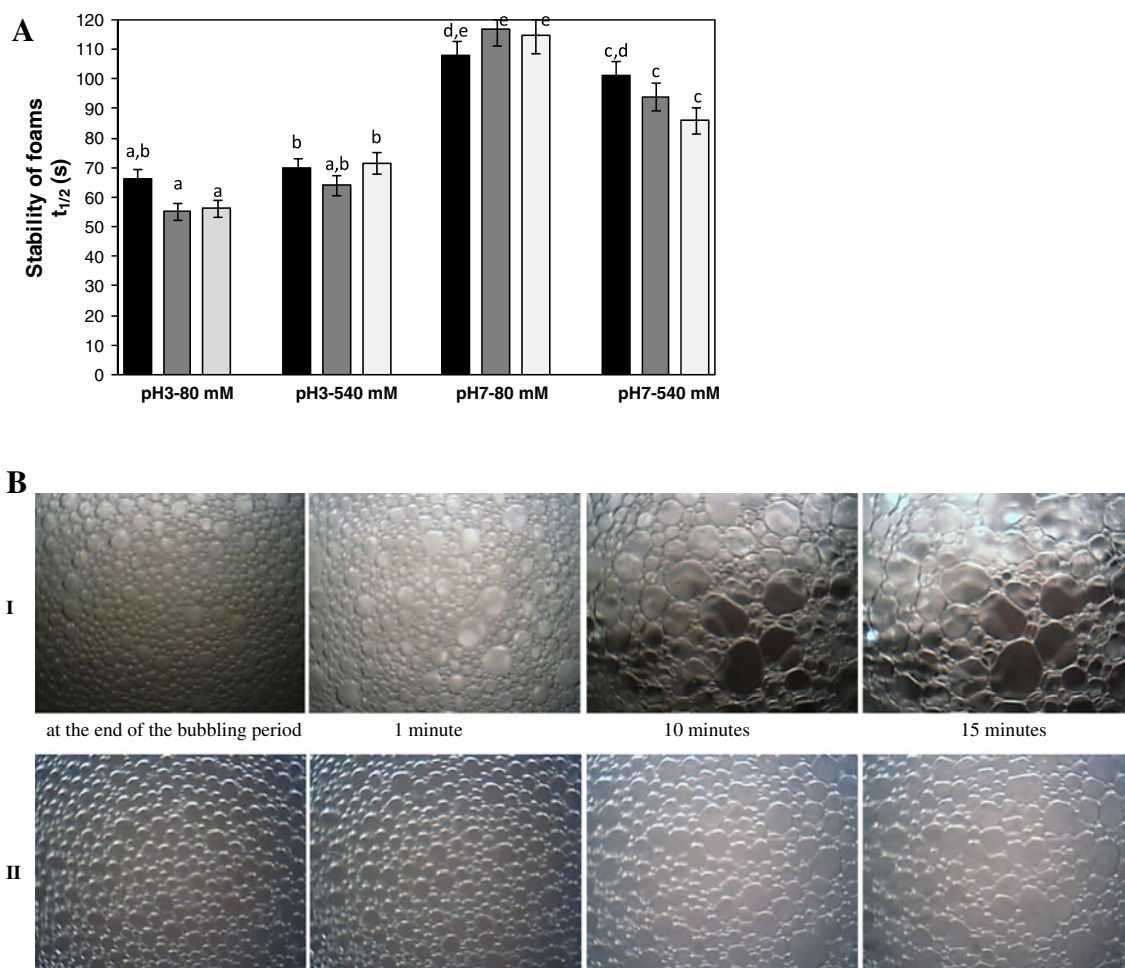 A
Stability of foams
t1/2 (s)
120
110
100
90
80
70
60
50
40
30
20
10
0
a,b
a
a
b
a,b
b
d,e
e
e
c,d
c
c
pH3-80 mM
pH3-540 mM
pH7-80 mM
pH7-540 mM
B
I
at the end of the bubbling period
1 minute
10 minutes
15 minutes
II